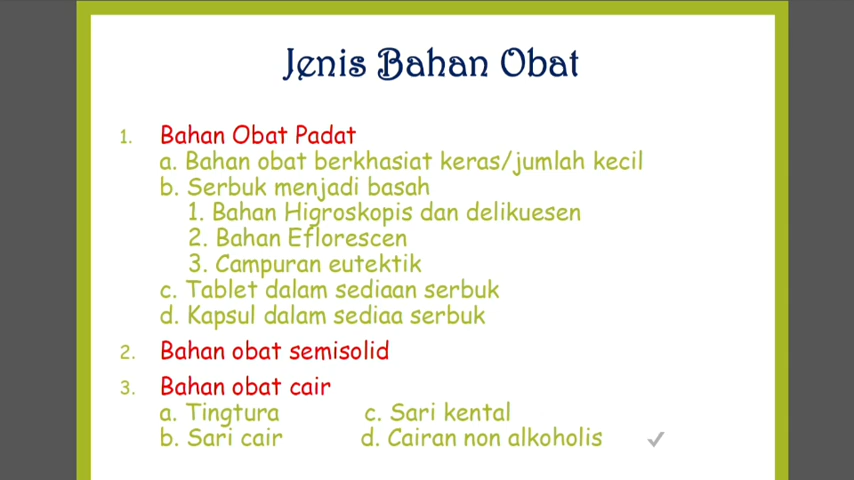 Jenis Bahan Obat
1. Bahan Obat Padat
a. Bahan obat berkhasiat keras/jumlah kecil
b. Serbuk menjadi basah
1. Bahan Higroskopis dan delikuesen
2. Bahan Eflorescen
3. Campuran eutektik
c. Tablet dalam sediaan serbuk
d. Kapsul dalam sediaa serbuk
2. Bahan obat semisolid
3. Bahan obat cair
a. Tingtura c. Sari kental
b. Sari cair d. Cairan non alkoholis